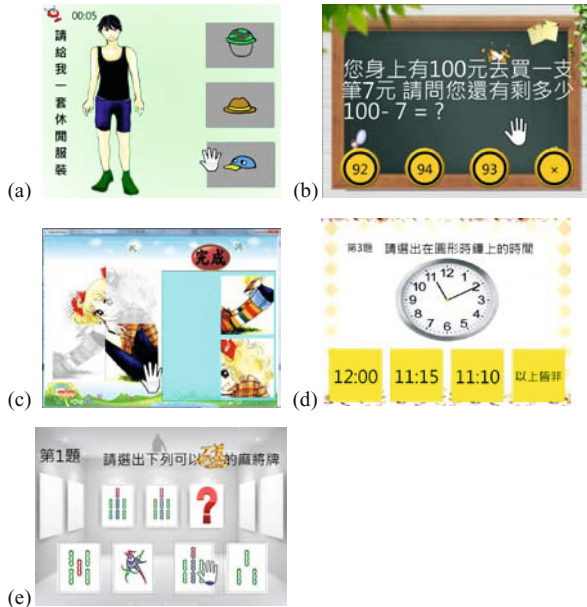 00:05
請給我一套休閒服裝
(a)
您身上有100元去買一支
筆7元 請問您還有剩多少
100- 7 = ?
92
94
93
×
(b)
完成
(c)
第3題 請選出在圓形時鐘上的時間
12
1
2
3
4
5
6
7
8
9
10
11
12:00
11:15
11:10
以上皆非
(d)
第1題
請選出下列可以碰的麻將牌
?
(e)